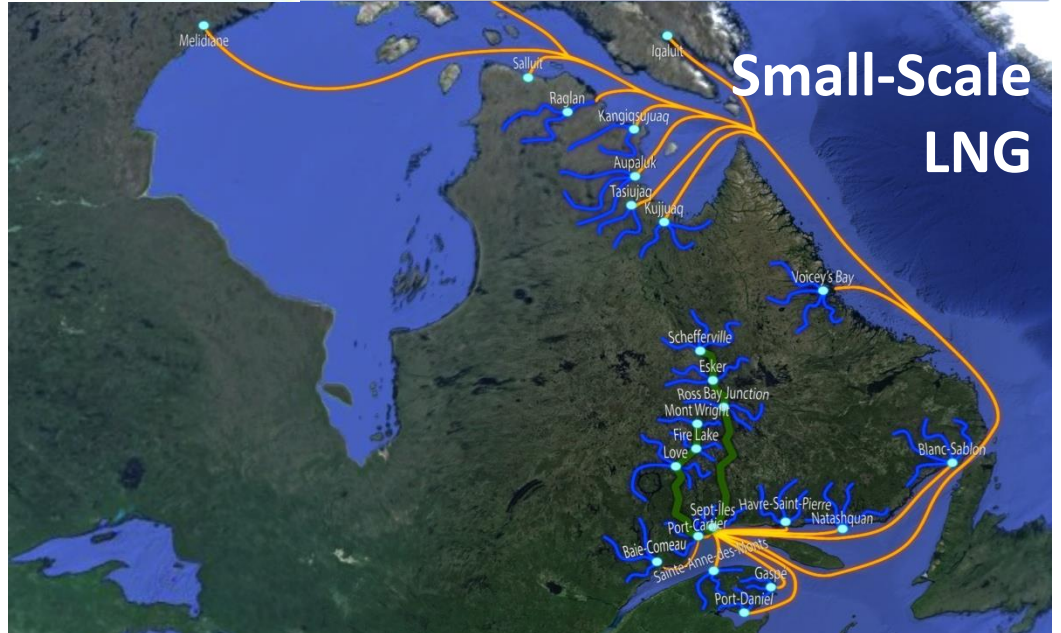 Small-Scale
LNG
Melidiane
Iqaluit
Salluit
Raglan
Kangiqsujuaq
Aupaluk
Tasiujaq
Kujjuaq
Voicey's Bay
Schefferville
Esker
Ross Bay Junction
Mont Wright
Fire Lake
Love
Blanc-Sablon
Havre-Saint-Pierre
Sept-Iles
Natashquan
Port-Cartier
Baie-Comeau
Sainte-Anne-des-Monts
Gaspe
Port-Daniel